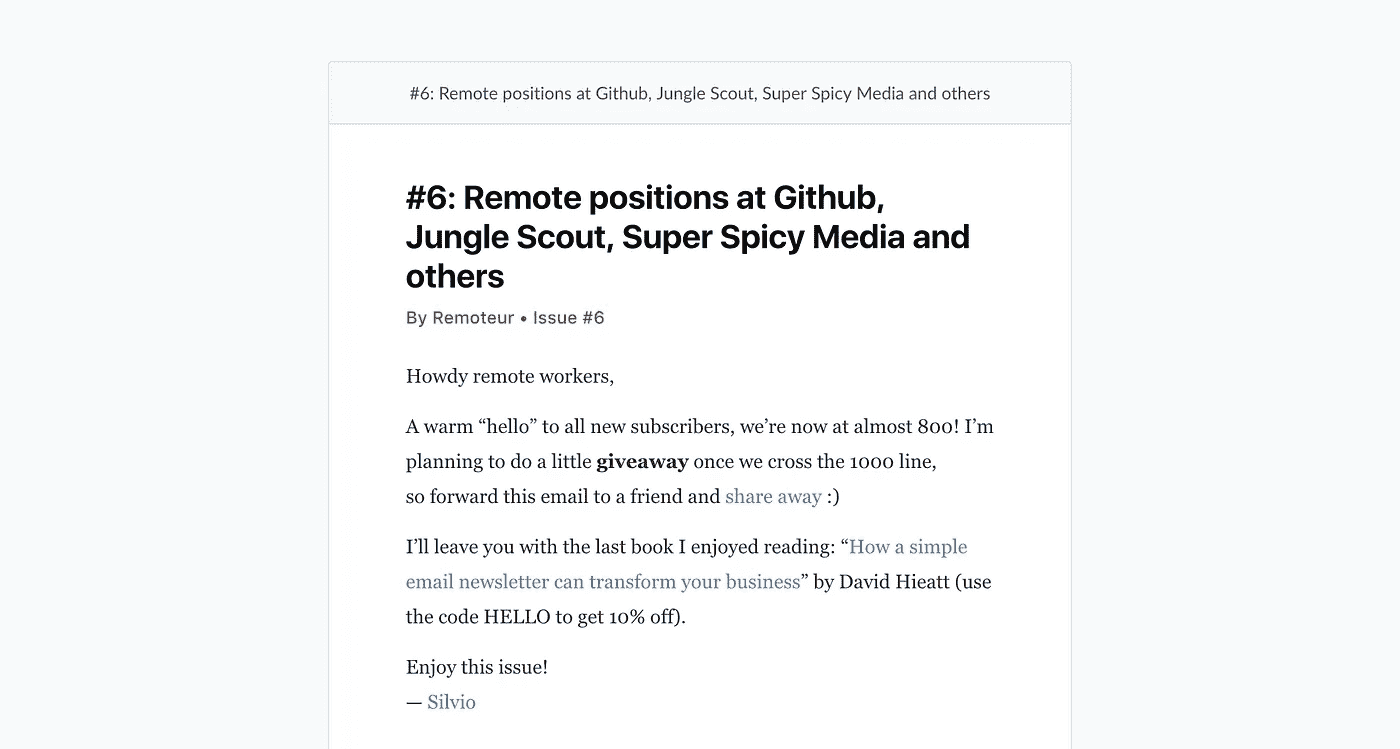 #6: Remote positions at Github, Jungle Scout, Super Spicy Media and others
#6: Remote positions at Github,
Jungle Scout, Super Spicy Media and
others
By Remoteur • Issue #6
Howdy remote workers,
A warm “hello” to all new subscribers, we’re now at almost 800! I’m
planning to do a little giveaway once we cross the 1000 line,
so forward this email to a friend and share away :)
I’ll leave you with the last book I enjoyed reading: “How a simple
email newsletter can transform your business” by David Hieatt (use
the code HELLO to get 10% off).
Enjoy this issue!
— Silvio